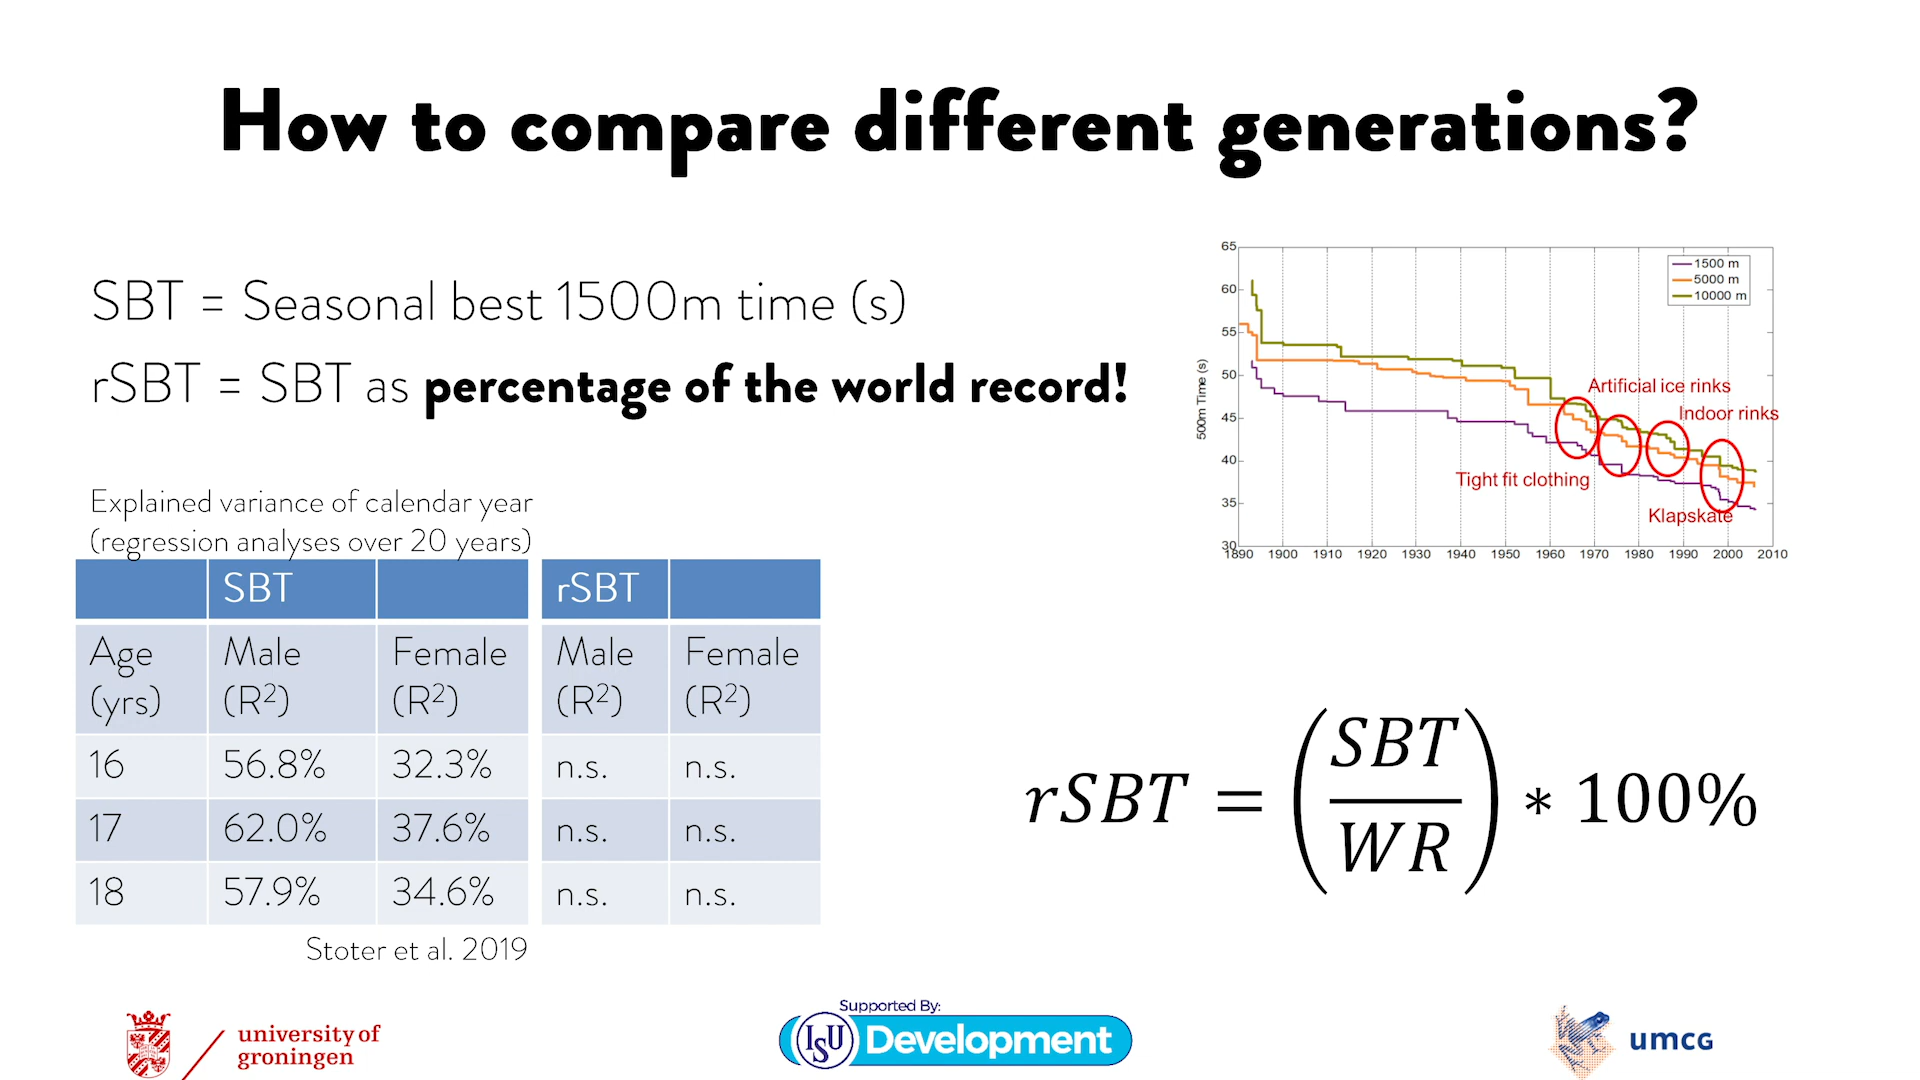 How to compare different generations?
SBT = Seasonal best 1500m time (s)
rSBT = SBT as percentage of the world record!
Explained variance of calendar year
(regression analyses over 20 years)
SBT rSBT
Age (yrs) Male (R²) Female (R²) Male (R²) Female (R²)
16 56.8% 32.3% n.s. n.s.
17 62.0% 37.6% n.s. n.s.
18 57.9% 34.6% n.s. n.s.
Stoter et al. 2019
65
60
55
50
45
40
35
30
500m Time (s)
1890 1900 1910 1920 1930 1940 1950 1960 1970 1980 1990 2000 2010
1500 m
5000 m
10000 m
Artificial ice rinks
Indoor rinks
Tight fit clothing
Klapskate
rSBT = (SBT / WR) * 100%
university of
groningen
Supported By:
ISU Development
umcg